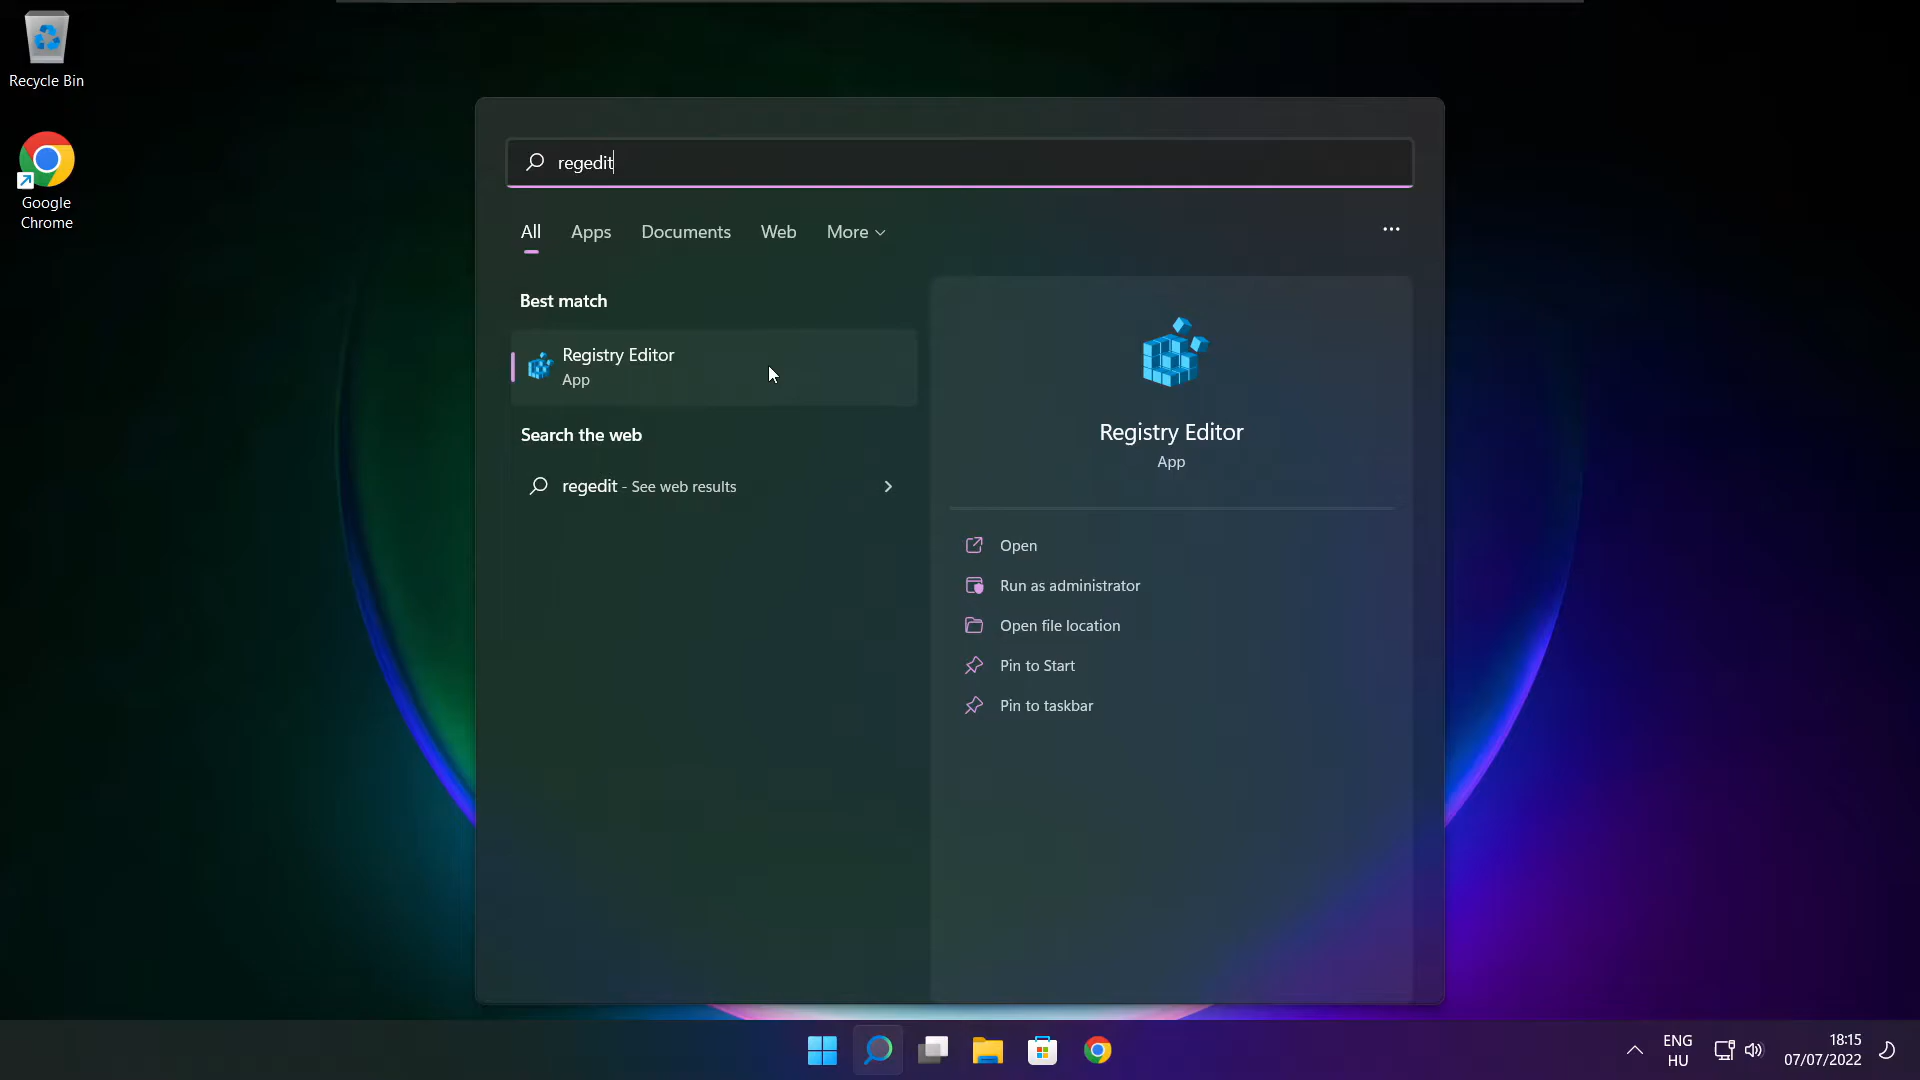 Recycle Bin
Google
Chrome
regedit
All Apps Documents Web More
Best match
Registry Editor
App
Search the web
regedit - See web results
Registry Editor
App
Open
Run as administrator
Open file location
Pin to Start
Pin to taskbar
ENG
HU
18:15
07/07/2022